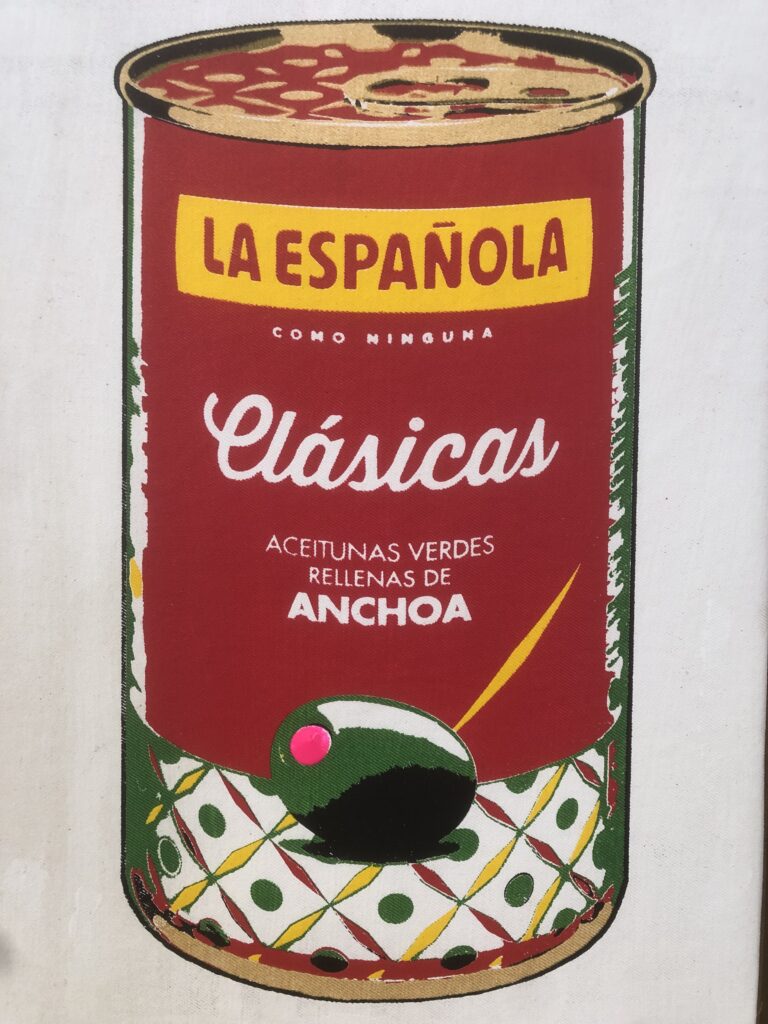 LA ESPAÑOLA
COMO NINGUNA
Clásicas
ACEITUNAS VERDES
RELLENAS DE
ANCHOA